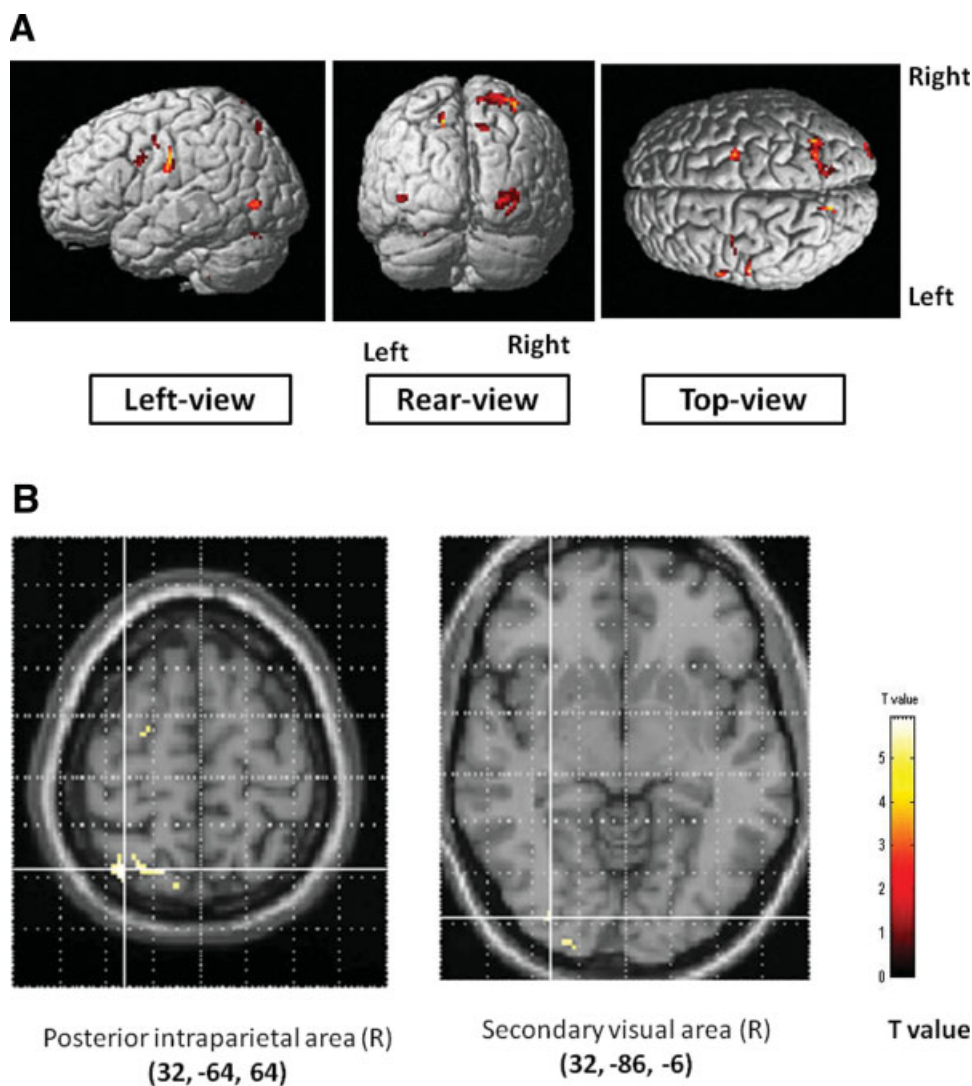 A
Right
Left
Left
Right
Left-view
Rear-view
Top-view
B
T value
5
4
3
2
1
0
Posterior intraparietal area (R)
(32, -64, 64)
Secondary visual area (R)
(32, -86, -6)
T value